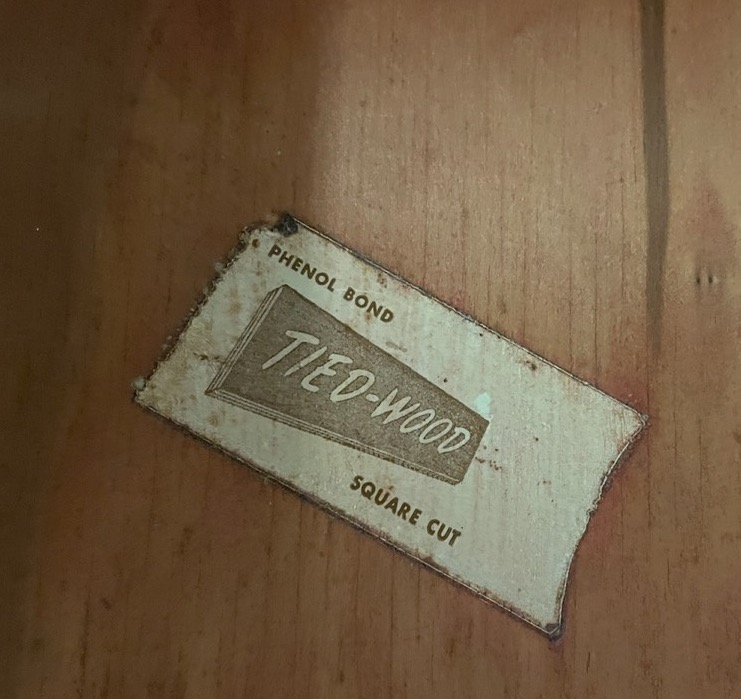 PHENOL BOND
TIED-WOOD
SQUARE CUT